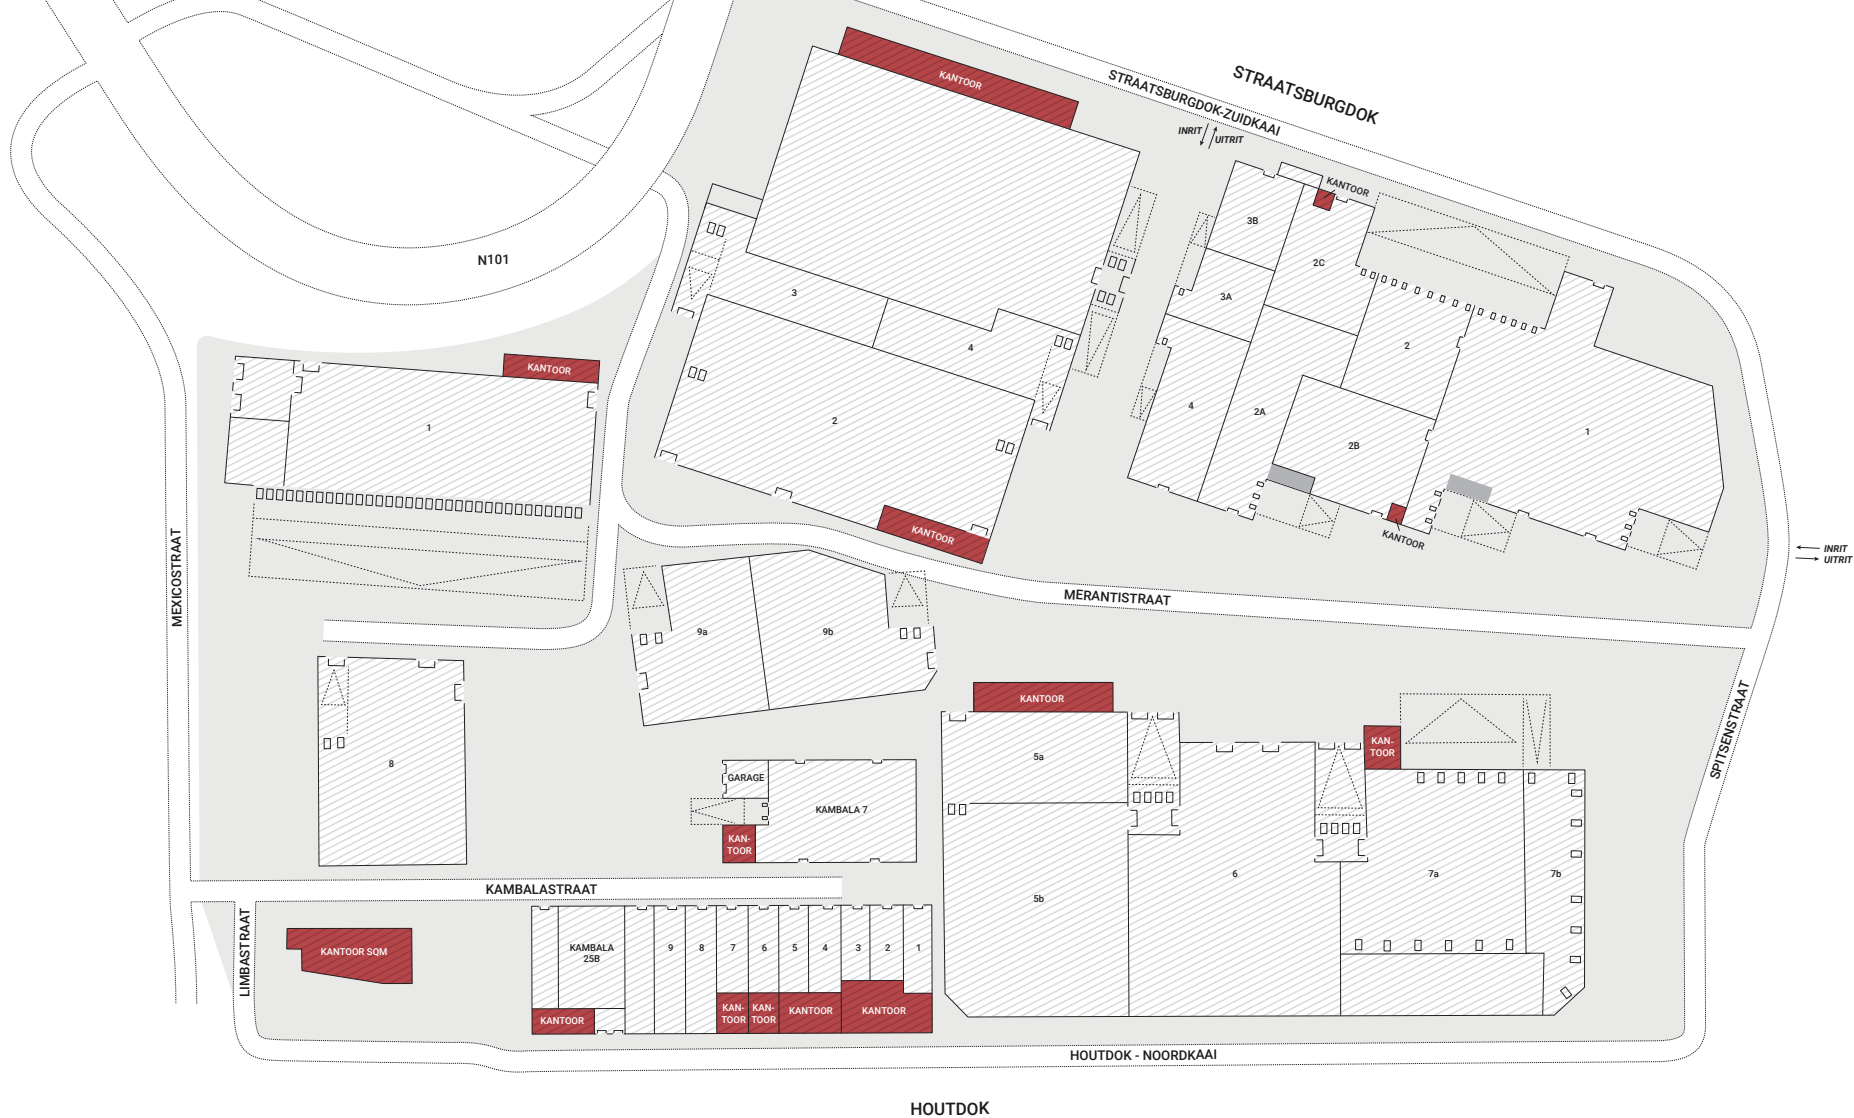 STRAATSBURGDOK
STRAATSBURGDOK-ZUIDKAAI
INRIT
UITRIT
KANTOOR
KANTOOR
3B
2C
3A
2
4
2A
2B
1
KANTOOR
3
4
2
KANTOOR
N101
KANTOOR
1
INRIT
UITRIT
MERANTISTRAAT
MEXICOSTRAAT
SPITSENSTRAAT
9a
9b
8
GARAGE
KAMBALA 7
KAN-
TOOR
KANTOOR
5a
5b
6
KAN-
TOOR
7a
7b
KAMBALASTRAAT
LIMBASTRAAT
KANTOOR SQM
KAMBALA
25B
9
8
7
6
5
4
3
2
1
KANTOOR
KAN-
TOOR
KAN-
TOOR
KANTOOR
KANTOOR
HOUTDOK - NOORDKAAI
HOUTDOK